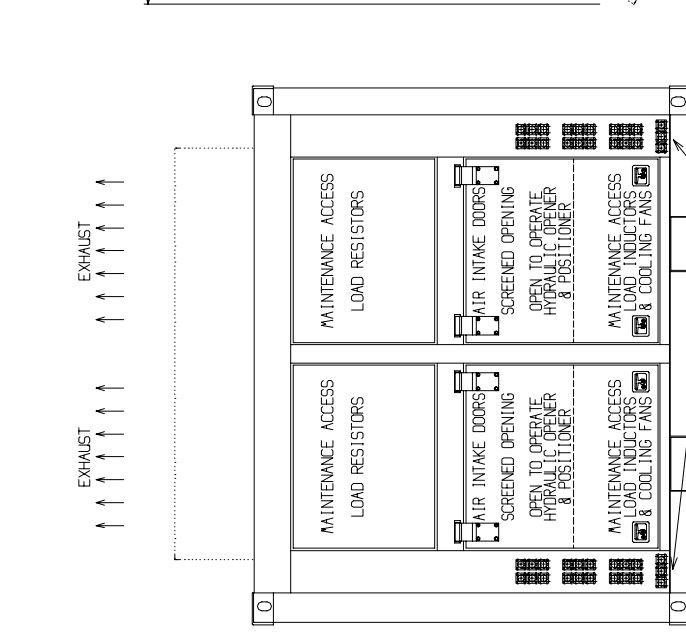 EXHAUST
MAINTENANCE ACCESS
LOAD RESISTORS
AIR INTAKE DOORS
SCREENED OPENING
OPEN TO OPERATE
HYDRAULIC OPENER
& POSITIONER
MAINTENANCE ACCESS
LOAD INDUCTORS
& COOLING FANS
EXHAUST
MAINTENANCE ACCESS
LOAD RESISTORS
AIR INTAKE DOORS
SCREENED OPENING
OPEN TO OPERATE
HYDRAULIC OPENER
& POSITIONER
MAINTENANCE ACCESS
LOAD INDUCTORS
& COOLING FANS